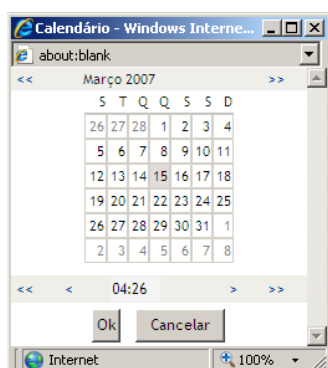 Calendário - Windows Interne...
about:blank
<< Março 2007 >>
S T Q Q S S D
26 27 28 1 2 3 4
5 6 7 8 9 10 11
12 13 14 15 16 17 18
19 20 21 22 23 24 25
26 27 28 29 30 31 1
2 3 4 5 6 7 8
<< < 04:26 > >>
Ok Cancelar
Internet 100%